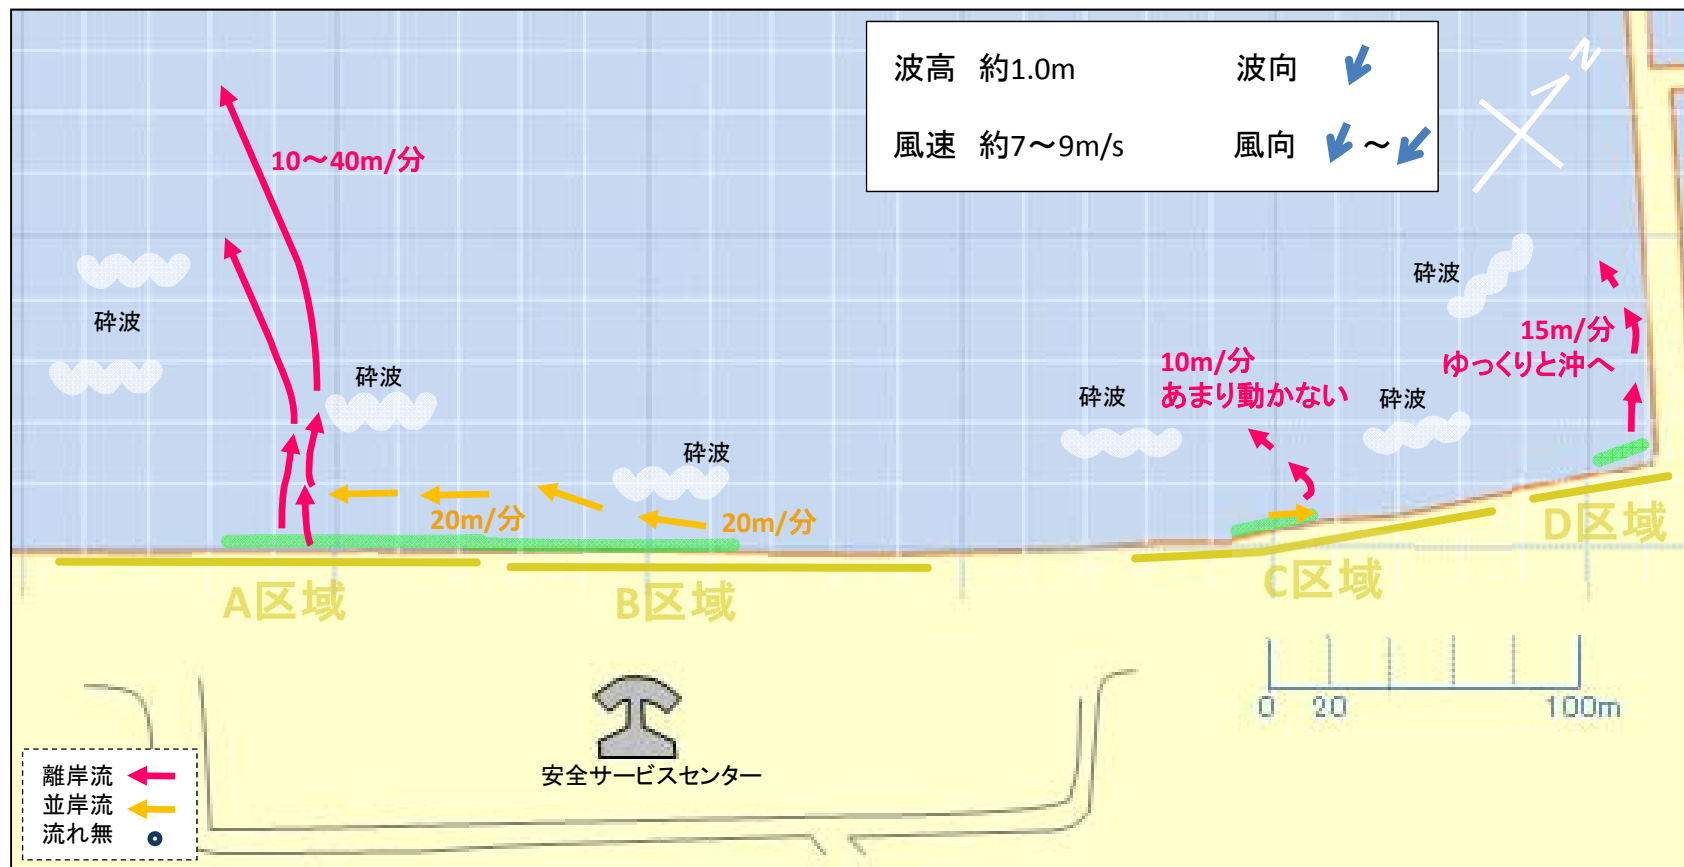 波高 約1.0m 波向
風速 約7～9m/s 風向 ～
N
10～40m/分
砕波
砕波
砕波
20m/分
20m/分
砕波
10m/分
あまり動かない
砕波
砕波
15m/分
ゆっくりと沖へ
A区域
B区域
C区域
D区域
0 20 100m
安全サービスセンター
離岸流
並岸流
流れ無